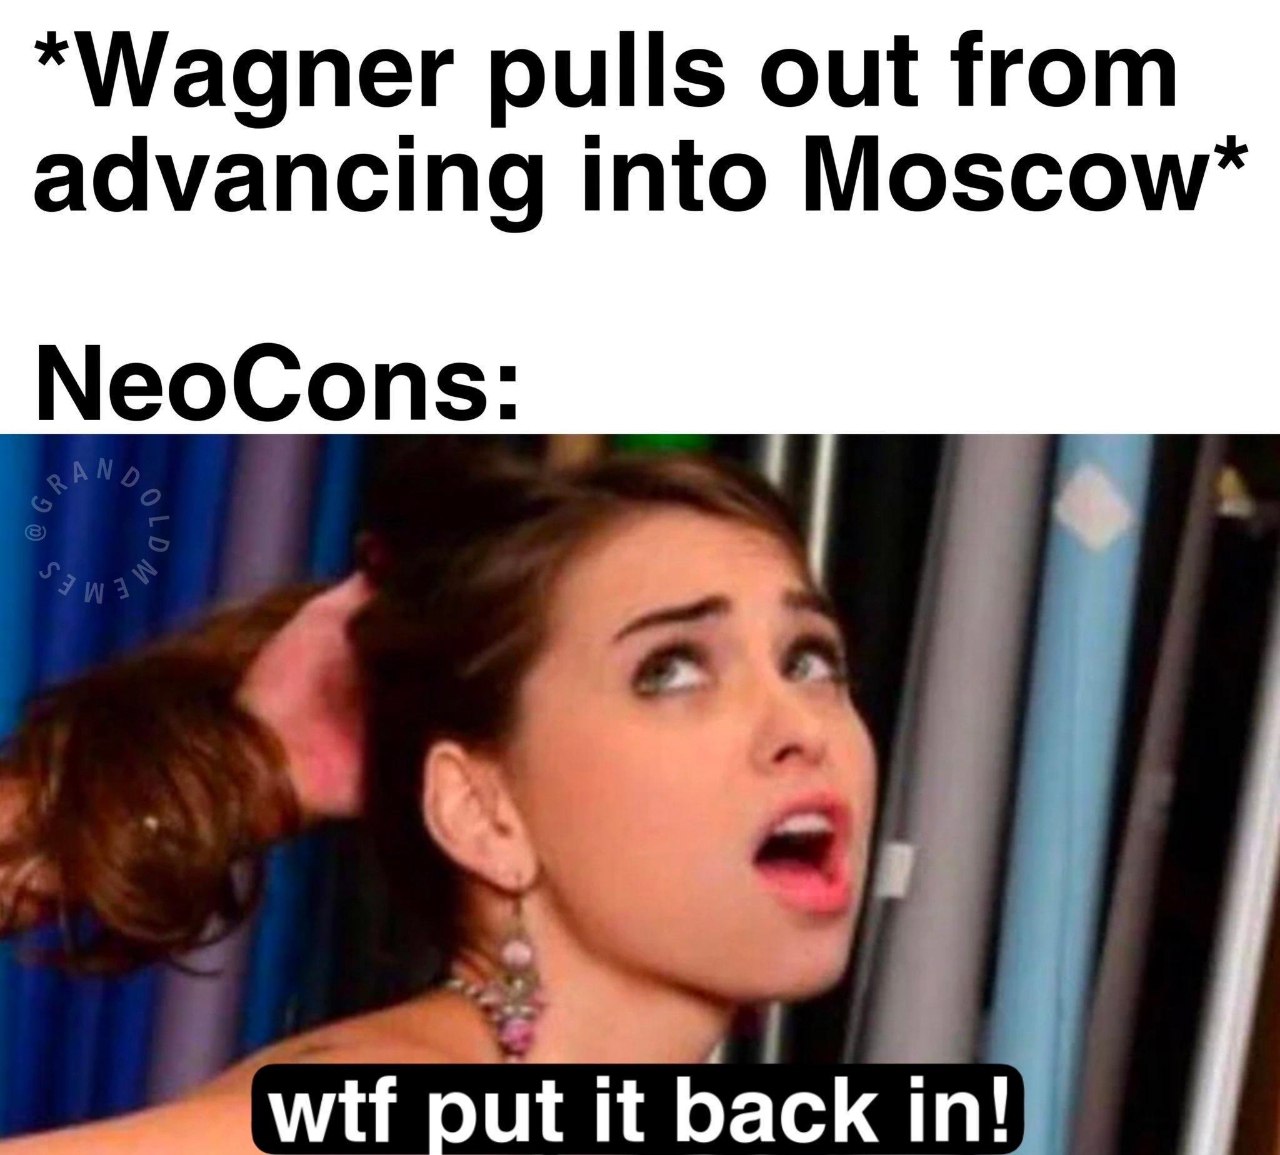 *Wagner pulls out from
advancing into Moscow*
NeoCons:
@GRANDOLDMEMES
wtf put it back in!